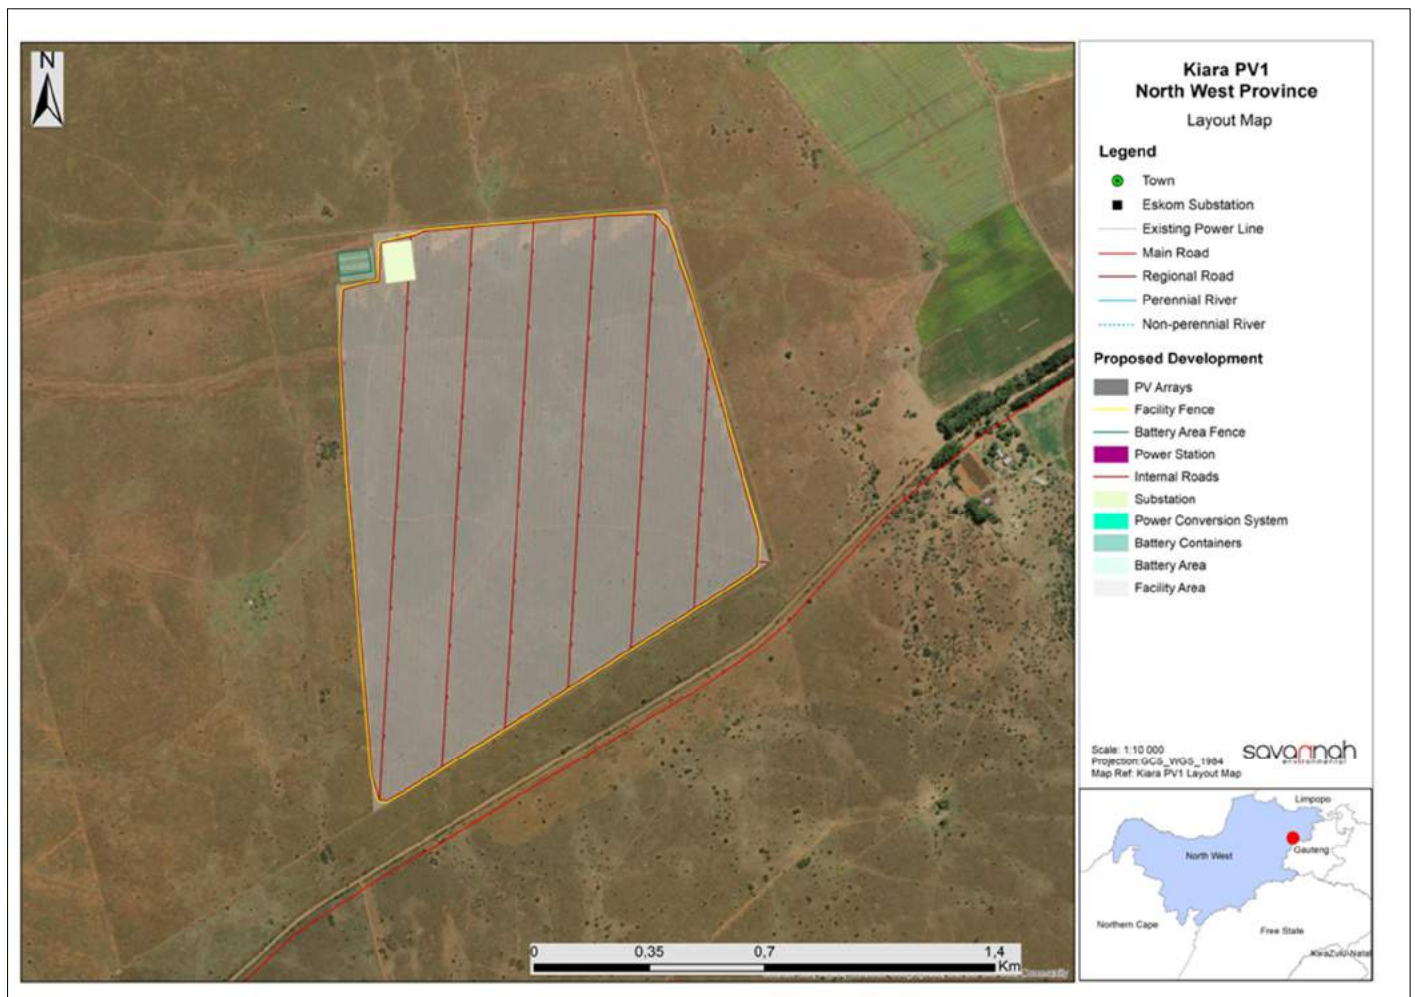 N
Kiara PV1
North West Province
Layout Map
Legend
Town
Eskom Substation
Existing Power Line
Main Road
Regional Road
Perennial River
Non-perennial River
Proposed Development
PV Arrays
Facility Fence
Battery Area Fence
Power Station
Internal Roads
Substation
Power Conversion System
Battery Containers
Battery Area
Facility Area
Scale: 1:10 000
Projection:GCS_WGS_1984
Map Ref: Kiara PV1 Layout Map
savannah
environmental
Limpopo
North West
Gauteng
Northern Cape
Free State
KwaZulu-Natal
0 0,35 0,7 1,4
Km
Community